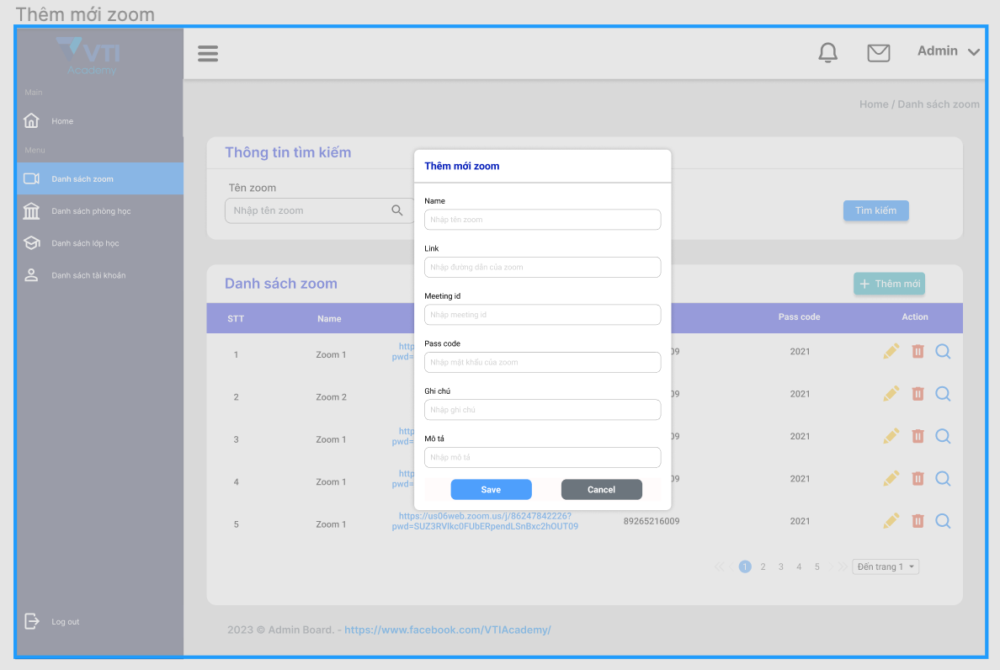 Thêm mới zoom
VTI
Academy
Admin
Main
Home
Menu
Danh sách zoom
Danh sách phòng học
Danh sách lớp học
Danh sách tài khoản
Log out
Home / Danh sách zoom
Thông tin tìm kiếm
Tên zoom
Nhập tên zoom
Tìm kiếm
Danh sách zoom
+ Thêm mới
STT Name Pass code Action
1 Zoom 1 http pwd= 09 2021
2 Zoom 2 09 2021
3 Zoom 1 http pwd= 09 2021
4 Zoom 1 http pwd= 09 2021
https://us06web.zoom.us/j/86247842226?
5 Zoom 1 pwd=SUZ3RVlkc0FUbERpendLSnBxc2hOUT09 89265216009 2021
1 2 3 4 5 Đến trang 1
2023 © Admin Board. - https://www.facebook.com/VTIAcademy/
Thêm mới zoom
Name
Nhập tên zoom
Link
Nhập đường dẫn của zoom
Meeting id
Nhập meeting id
Pass code
Nhập mật khẩu của zoom
Ghi chú
Nhập ghi chú
Mô tả
Nhập mô tả
Save Cancel